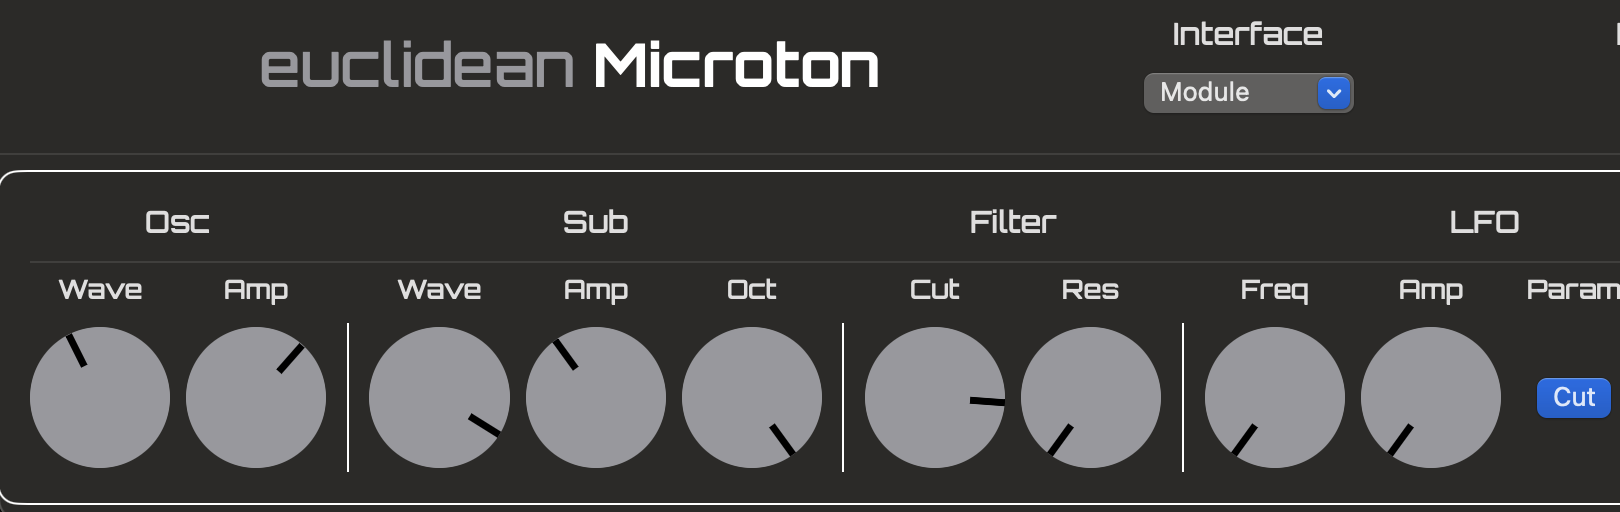 euclidean Microton
Interface
Module
Osc Sub Filter LFO
Wave Amp Wave Amp Oct Cut Res Freq Amp Param
Cut